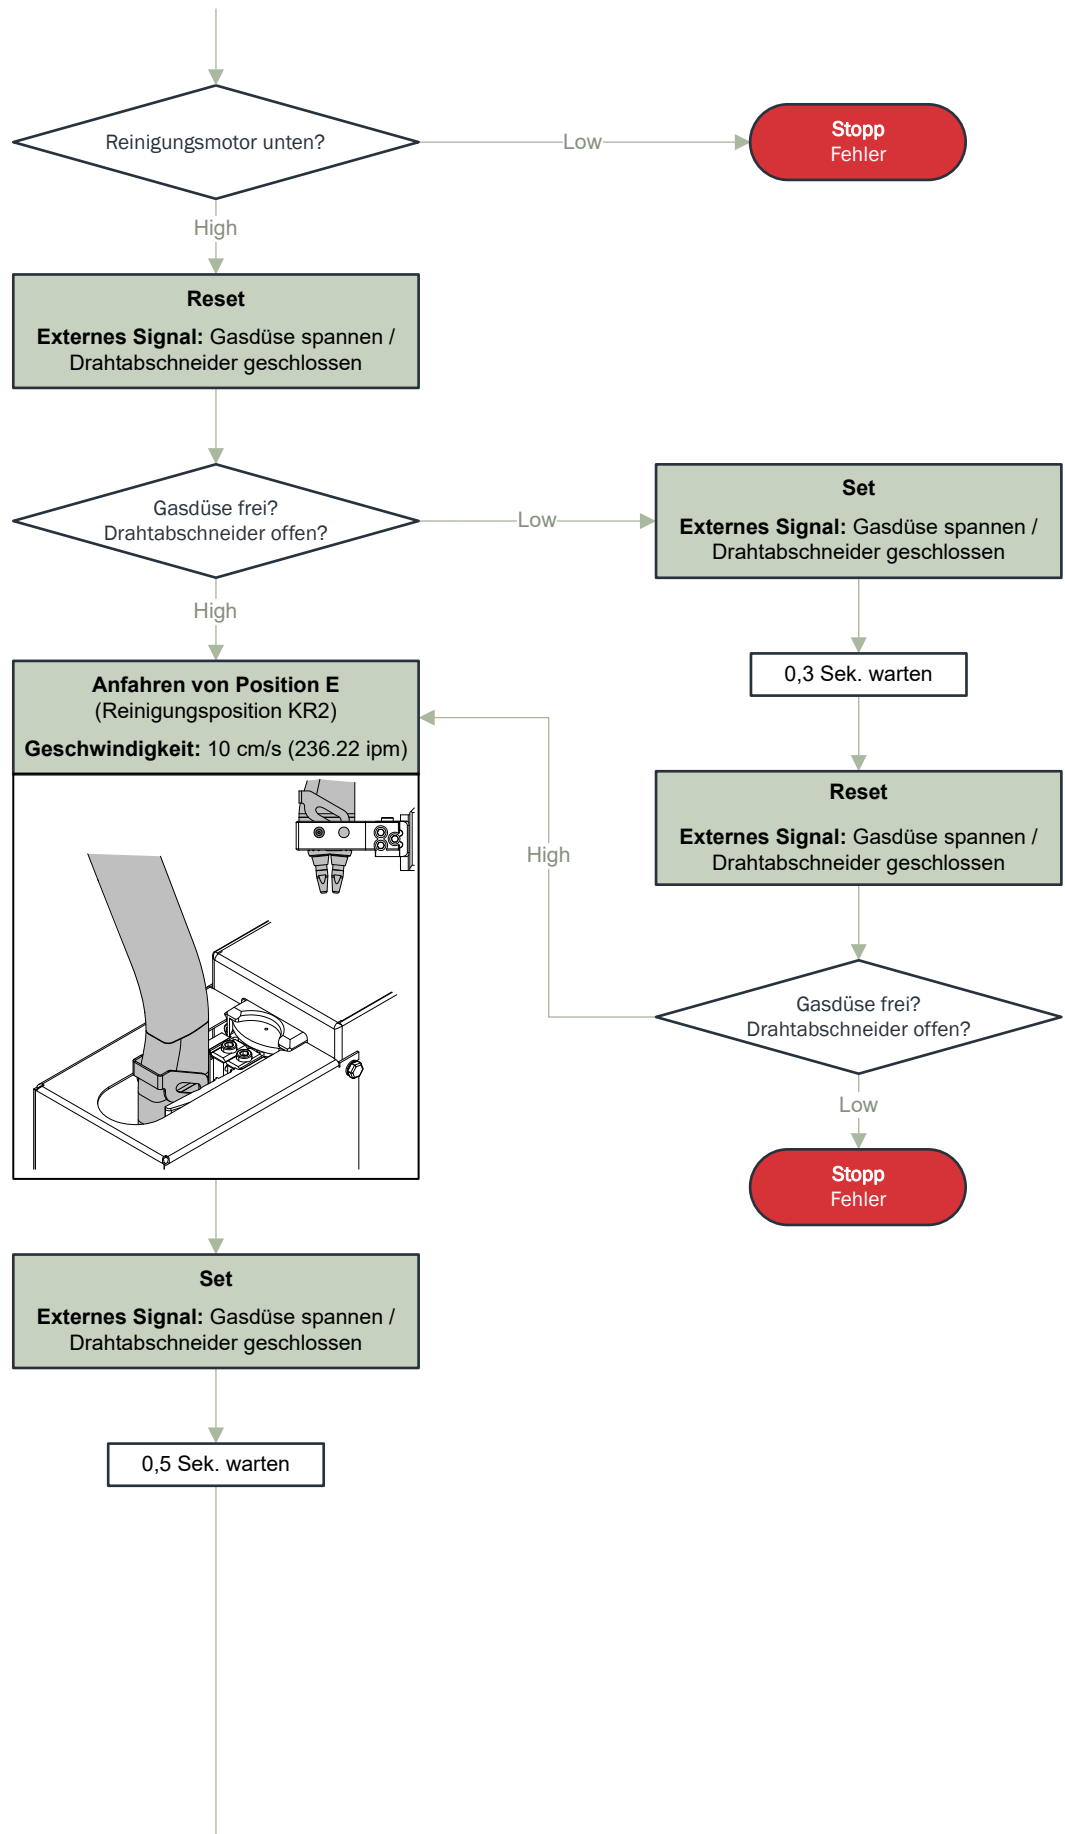 Reinigungsmotor unten?
Low
Stopp
Fehler
High
Reset
Externes Signal: Gasdüse spannen /
Drahtabschneider geschlossen
Gasdüse frei?
Drahtabschneider offen?
Low
Set
Externes Signal: Gasdüse spannen /
Drahtabschneider geschlossen
High
0,3 Sek. warten
Anfahren von Position E
(Reinigungsposition KR2)
Geschwindigkeit: 10 cm/s (236.22 ipm)
Reset
Externes Signal: Gasdüse spannen /
Drahtabschneider geschlossen
High
Gasdüse frei?
Drahtabschneider offen?
Low
Stopp
Fehler
Set
Externes Signal: Gasdüse spannen /
Drahtabschneider geschlossen
0,5 Sek. warten